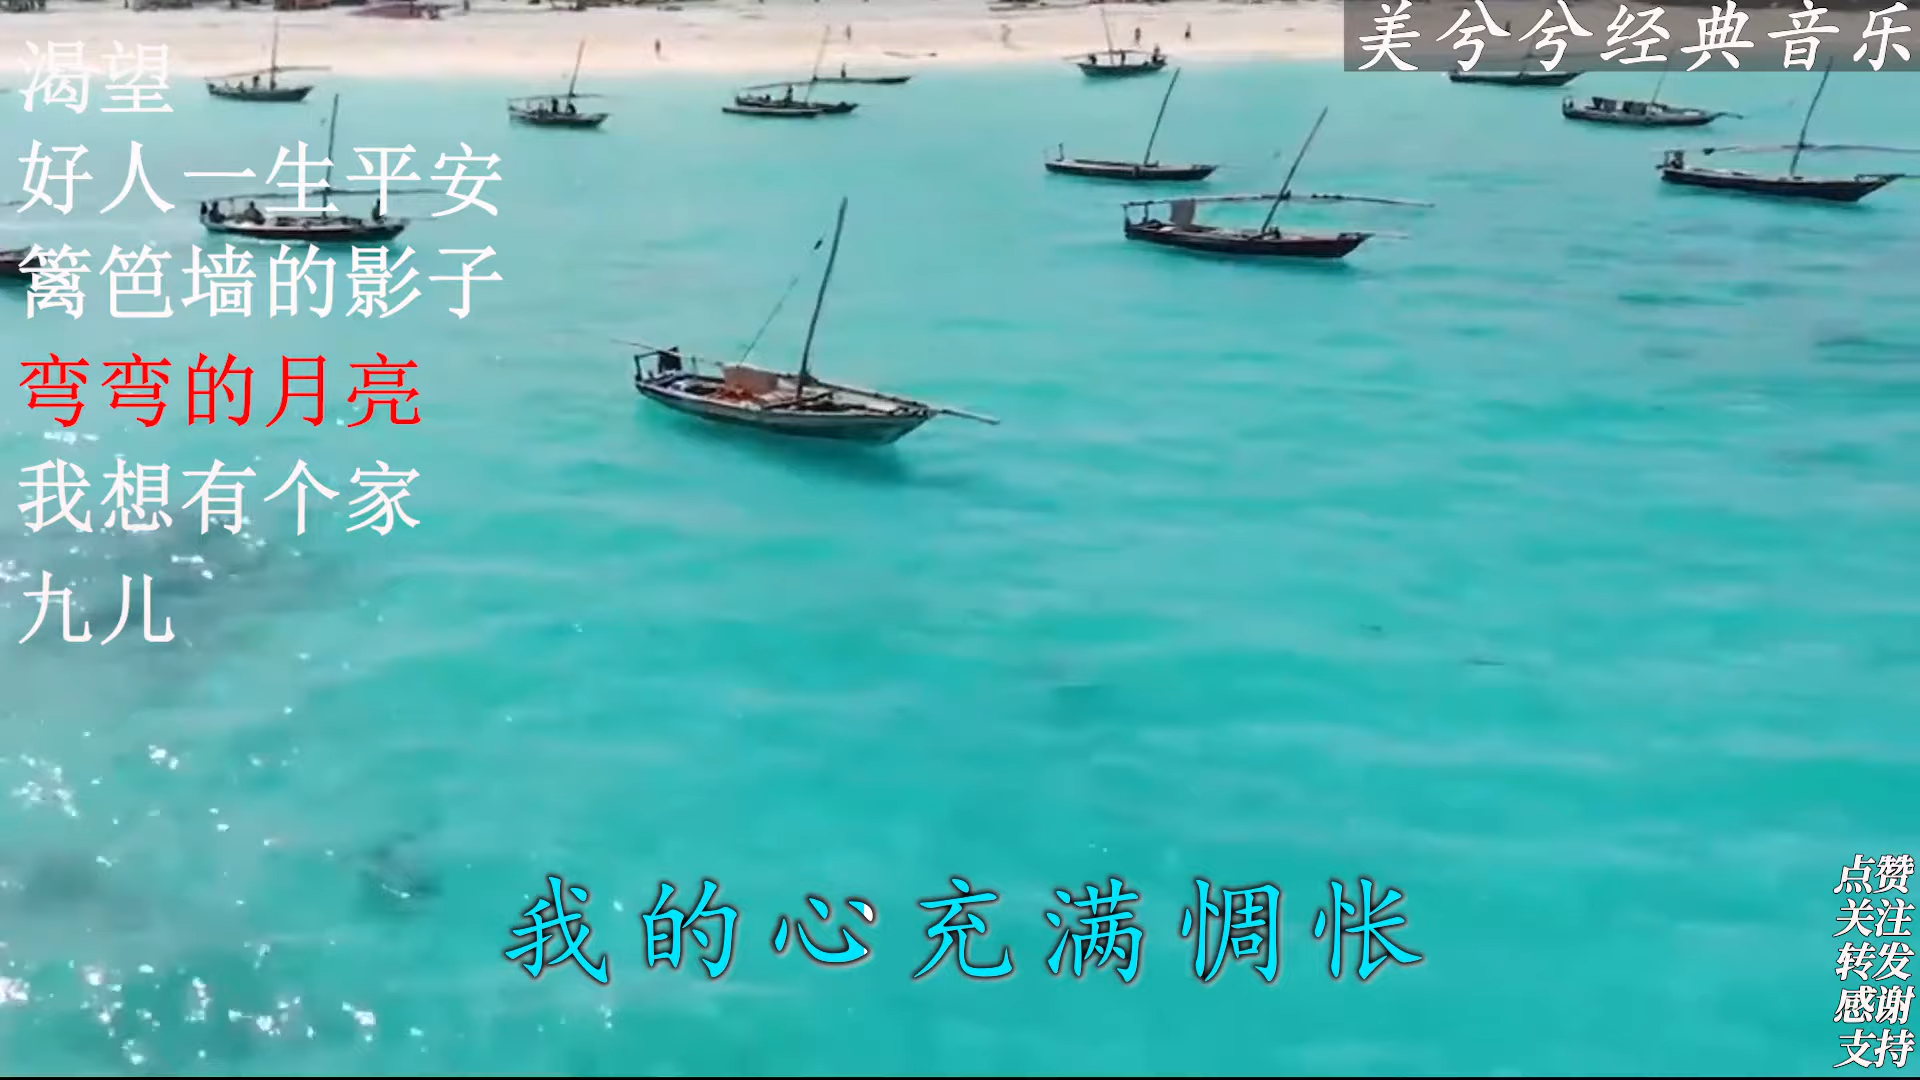 美兮兮经典音乐
渴望
好人一生平安
篱笆墙的影子
弯弯的月亮
我想有个家
九儿
我的心充满惆怅
点赞
关注
转发
感谢
支持